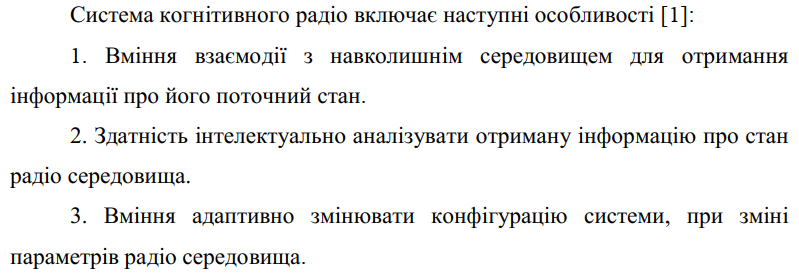 Система когнітивного радіо включає наступні особливості [1]:
1. Вміння взаємодії з навколишнім середовищем для отримання
інформації про його поточний стан.
2. Здатність інтелектуально аналізувати отриману інформацію про стан
радіо середовища.
3. Вміння адаптивно змінювати конфігурацію системи, при зміні
параметрів радіо середовища.